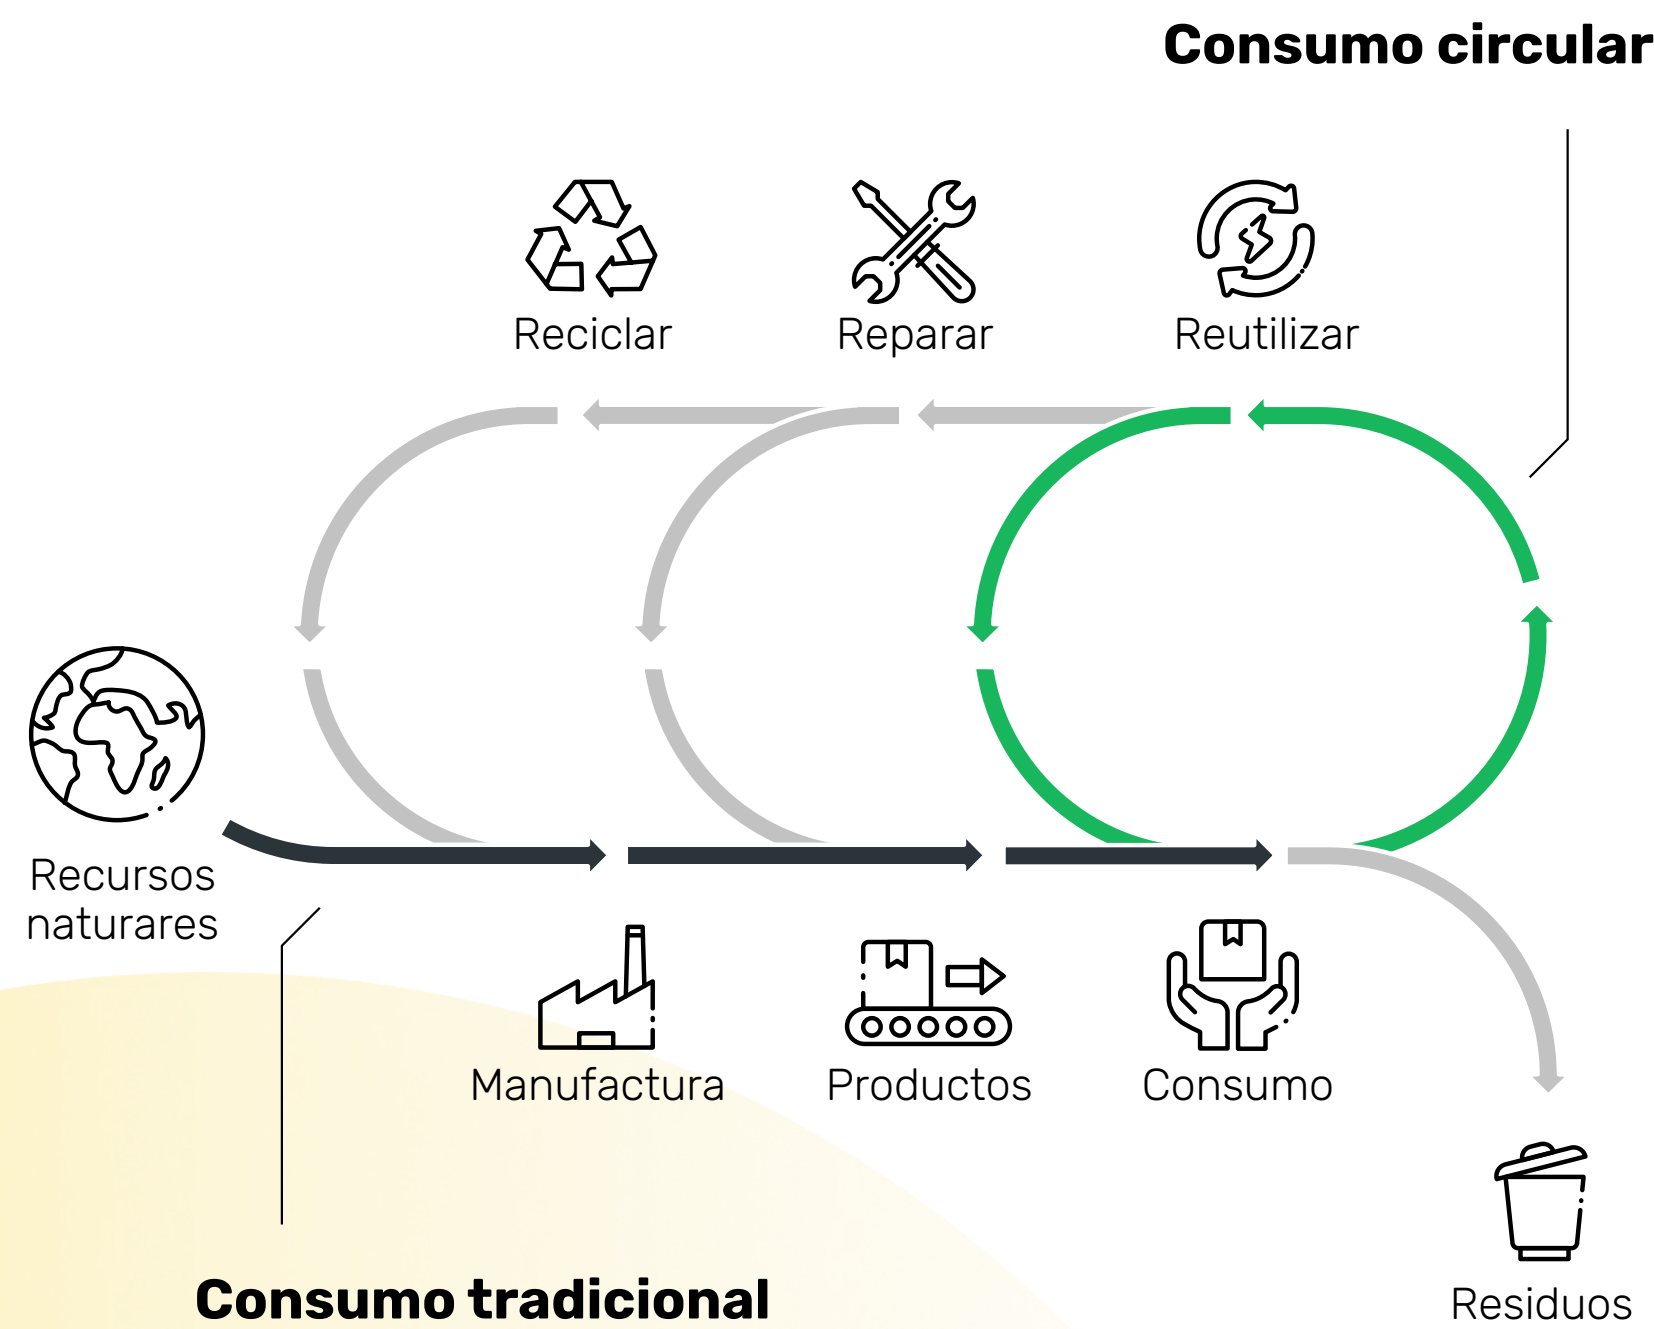 Consumo circular
Reciclar
Reparar
Reutilizar
Recursos
naturares
Manufactura
Productos
Consumo
Residuos
Consumo tradicional